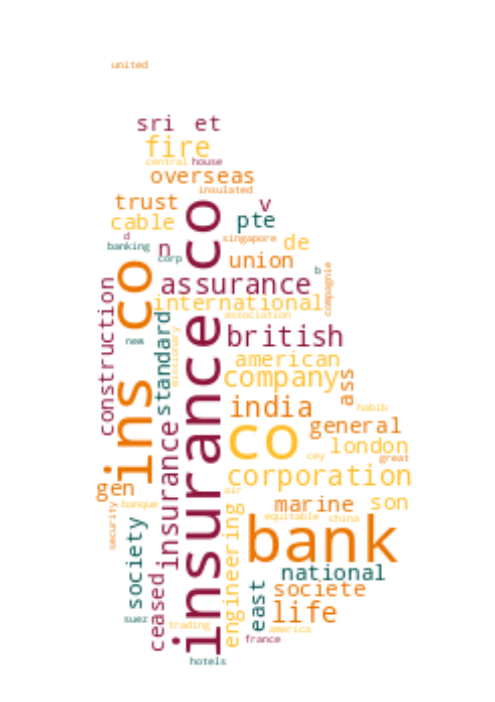 united
sri et
fire
central house
overseas
insulated
trust v
cable pte
d singapore de
banking n corp union b
assurance compagnie
international
association
construction ins co insurance co
new standard missionary british
american
company ass
india habib
co general
london
cey great
corporation
gen insurance air
banque marine son
equitable china
security society engineering bank
national
ceased east societe
suez life
trading america
france
hotels